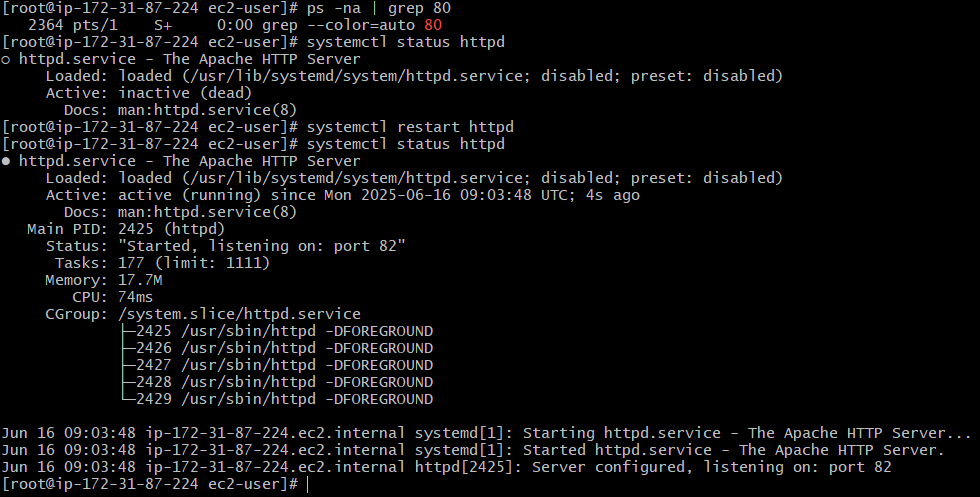 [root@ip-172-31-87-224 ec2-user]# ps -na | grep 80
   2364 pts/1    S+     0:00 grep --color=auto 80
[root@ip-172-31-87-224 ec2-user]# systemctl status httpd
○ httpd.service - The Apache HTTP Server
     Loaded: loaded (/usr/lib/systemd/system/httpd.service; disabled; preset: disabled)
     Active: inactive (dead)
       Docs: man:httpd.service(8)
[root@ip-172-31-87-224 ec2-user]# systemctl restart httpd
[root@ip-172-31-87-224 ec2-user]# systemctl status httpd
● httpd.service - The Apache HTTP Server
     Loaded: loaded (/usr/lib/systemd/system/httpd.service; disabled; preset: disabled)
     Active: active (running) since Mon 2025-06-16 09:03:48 UTC; 4s ago
       Docs: man:httpd.service(8)
   Main PID: 2425 (httpd)
     Status: "Started, listening on: port 82"
      Tasks: 177 (limit: 1111)
     Memory: 17.7M
        CPU: 74ms
     CGroup: /system.slice/httpd.service
             ├─2425 /usr/sbin/httpd -DFOREGROUND
             ├─2426 /usr/sbin/httpd -DFOREGROUND
             ├─2427 /usr/sbin/httpd -DFOREGROUND
             ├─2428 /usr/sbin/httpd -DFOREGROUND
             └─2429 /usr/sbin/httpd -DFOREGROUND

Jun 16 09:03:48 ip-172-31-87-224.ec2.internal systemd[1]: Starting httpd.service - The Apache HTTP Server...
Jun 16 09:03:48 ip-172-31-87-224.ec2.internal systemd[1]: Started httpd.service - The Apache HTTP Server.
Jun 16 09:03:48 ip-172-31-87-224.ec2.internal httpd[2425]: Server configured, listening on: port 82
[root@ip-172-31-87-224 ec2-user]#